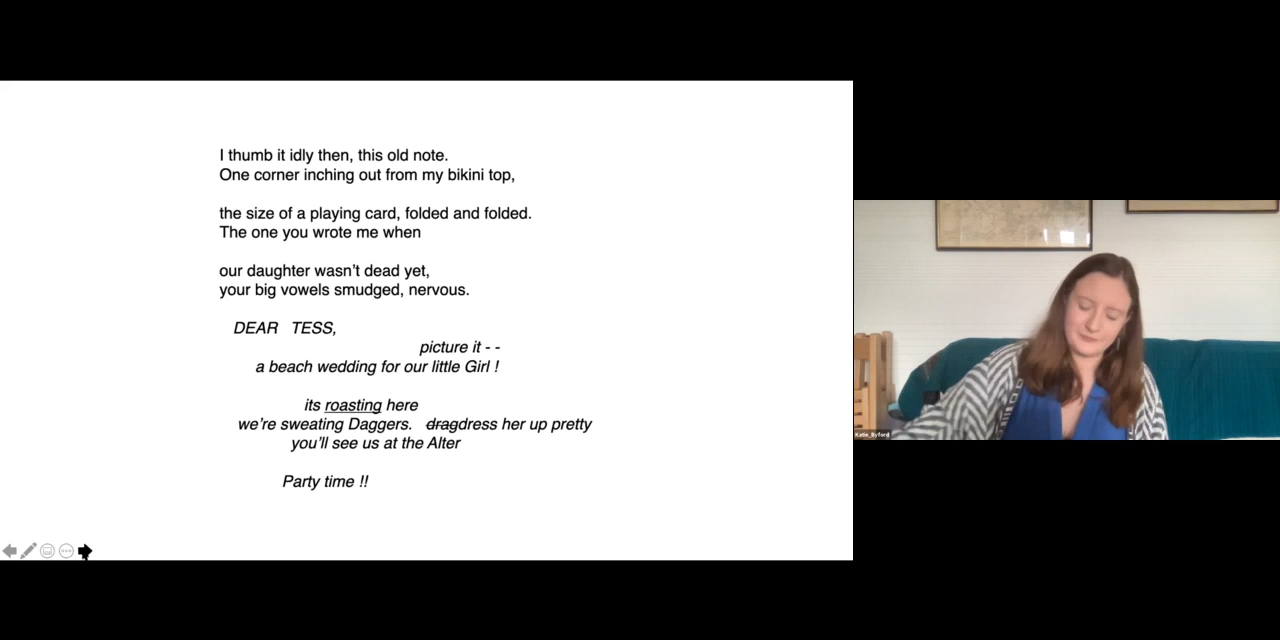 I thumb it idly then, this old note.
One corner inching out from my bikini top,
the size of a playing card, folded and folded.
The one you wrote me when
our daughter wasn't dead yet,
your big vowels smudged, nervous.
DEAR TESS,
picture it - -
a beach wedding for our little Girl !
its roasting here
we're sweating Daggers. dragdress her up pretty
you'll see us at the Alter
Party time !!
Katie_Byford